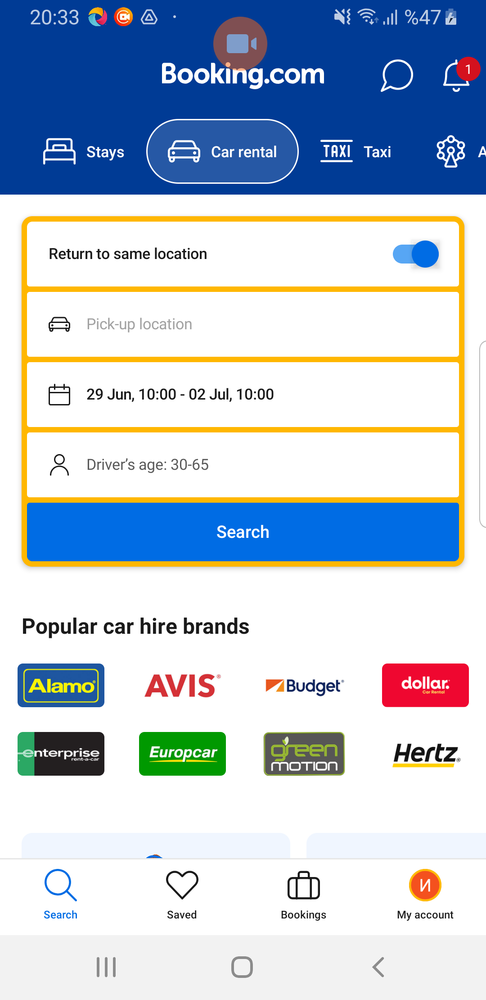 20:33 %47
Booking.com
1
Stays Car rental TAXI Taxi A
Return to same location
Pick-up location
29 Jun, 10:00 - 02 Jul, 10:00
Driver’s age: 30-65
Search
Popular car hire brands
Alamo® AVIS® Budget® dollar.
Car Rental
enterprise Europcar green
rent-a-car MOTION Hertz®
И
Search Saved Bookings My account